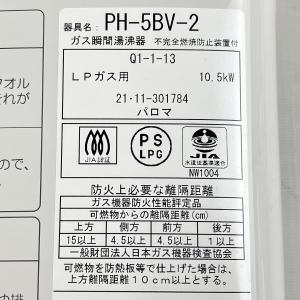 器具名 PH-5BV-2
ガス瞬間湯沸器 不完全燃焼防止装置付
Q1-1-13
LPガス用 10.5kW
21·11-301784
パロマ
JIA認証
PS
LPG
JIA
水道法基準適合
NW1004
防火上必要な離隔距離
ガス機器防火性能評定品
可燃物からの離隔距離(cm)
上方 側方 前方 後方
15以上 4.5以上 4.5以上 1以上
一般財団法人日本ガス機器検査協会
可燃物を防熱板等で仕上げた場合は、
上方離隔距離10cm以上とする。
タオル
それが
ので、